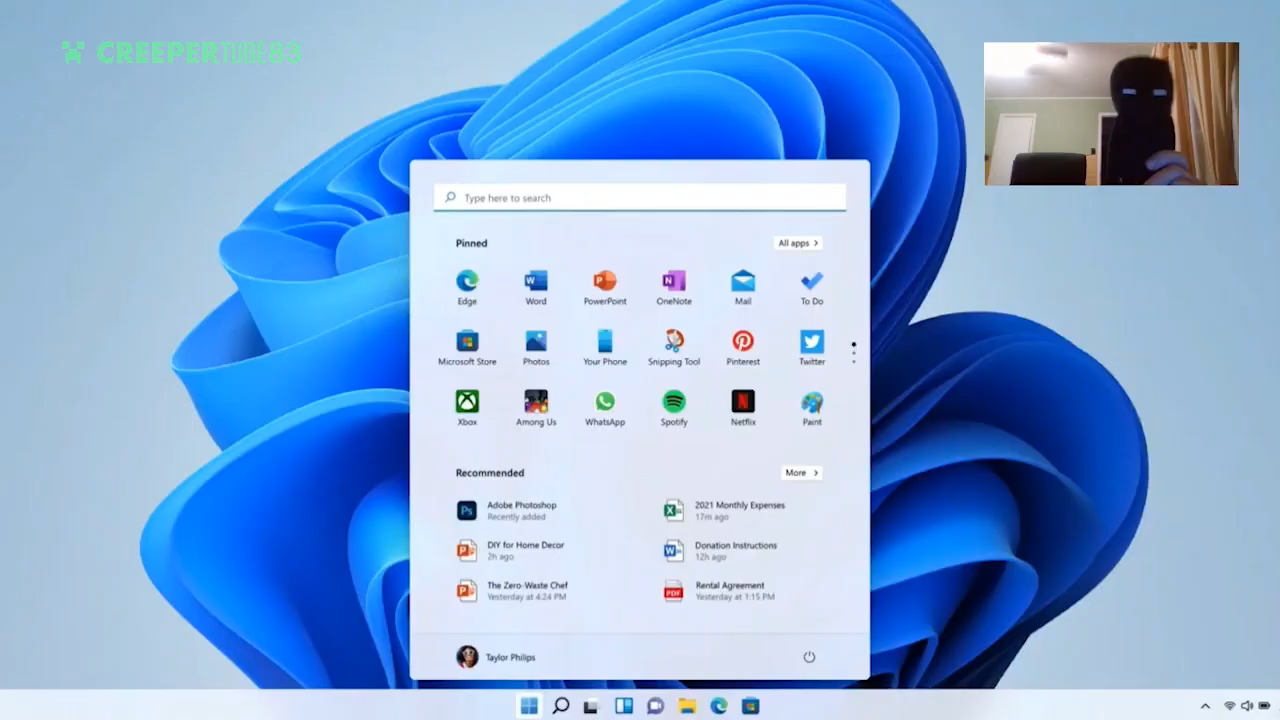 CREEPERTUBE83
Type here to search
Pinned
All apps
Edge
Word
PowerPoint
OneNote
Mail
To Do
Microsoft Store
Photos
Your Phone
Snipping Tool
Pinterest
Twitter
Xbox
Among Us
WhatsApp
Spotify
Netflix
Paint
Recommended
More
Adobe Photoshop
Recently added
2021 Monthly Expenses
17m ago
DIY for Home Decor
2h ago
Donation Instructions
12h ago
The Zero-Waste Chef
Yesterday at 4:24 PM
Rental Agreement
Yesterday at 1:15 PM
Taylor Philips